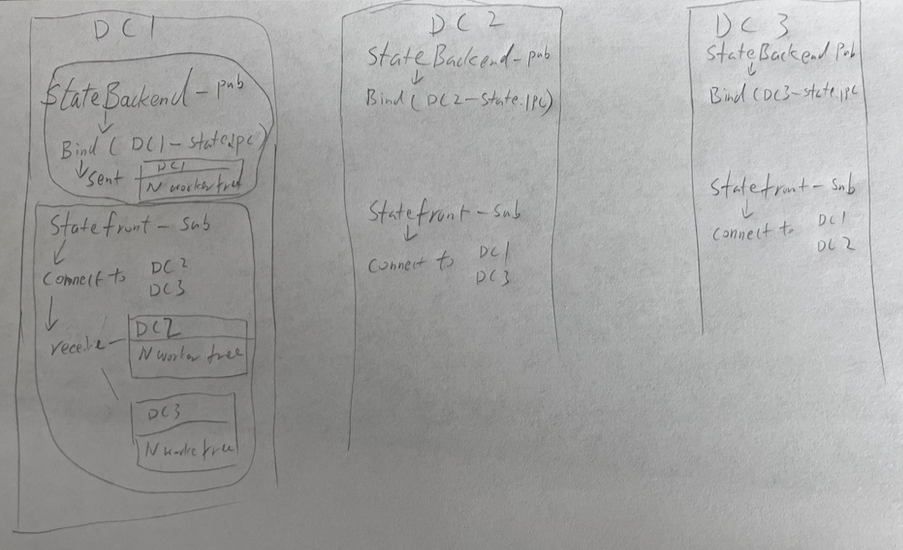 DC1
StateBackend - pub
Bind (DC1-state.ipc)
sent
DC1
N worker free
Statefront - sub
Connect to DC2
DC3
receive
DC2
N worker free
DC3
N worker free
DC2
StateBackend - pub
Bind (DC2-state.ipc)
Statefront - sub
Connect to DC1
DC3
DC 3
StateBackend pub
Bind (DC3-state.ipc
Statefront - sub
Connect to DC1
DC2